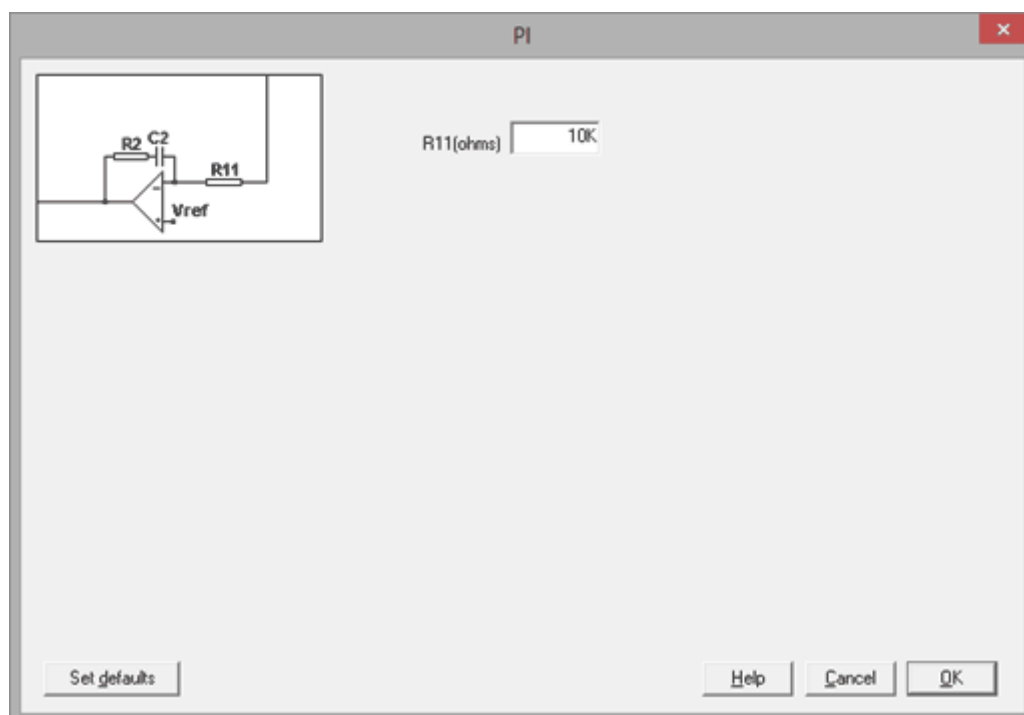 PI
R2 C2
R11
Vref
R11(ohms) 10K
Set defaults
Help Cancel OK